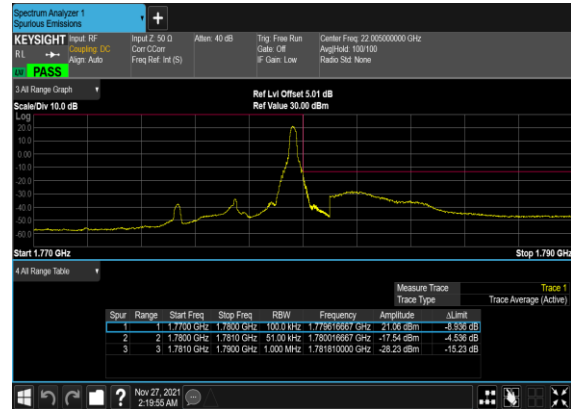 Spectrum Analyzer 1
Spurious Emissions
+
KEYSIGHT Input: RF Input Z: 50 Ω Atten: 40 dB Trig: Free Run Center Freq: 22.005000000 GHz
RL Coupling: DC Corr CCorr Gate: Off Avg|Hold: 100/100
Align: Auto Freq Ref: Int (S) IF Gain: Low Radio Std: None
PASS
3 All Range Graph
Ref Lvl Offset 5.01 dB
Scale/Div 10.0 dB Ref Value 30.00 dBm
Log
20.0
10.0
0.00
-10.0
-20.0
-30.0
-40.0
-50.0
-60.0
Start 1.770 GHz Stop 1.790 GHz
4 All Range Table
Measure Trace Trace 1
Trace Type Trace Average (Active)
Spur Range Start Freq Stop Freq RBW Frequency Amplitude ΔLimit
1 1 1.7700 GHz 1.7800 GHz 100.0 kHz 1.779616667 GHz 21.06 dBm -8.936 dB
2 2 1.7800 GHz 1.7810 GHz 51.00 kHz 1.780016667 GHz -17.54 dBm -4.536 dB
3 3 1.7810 GHz 1.7900 GHz 1.000 MHz 1.781810000 GHz -28.23 dBm -15.23 dB
? Nov 27, 2021
2:19:55 AM